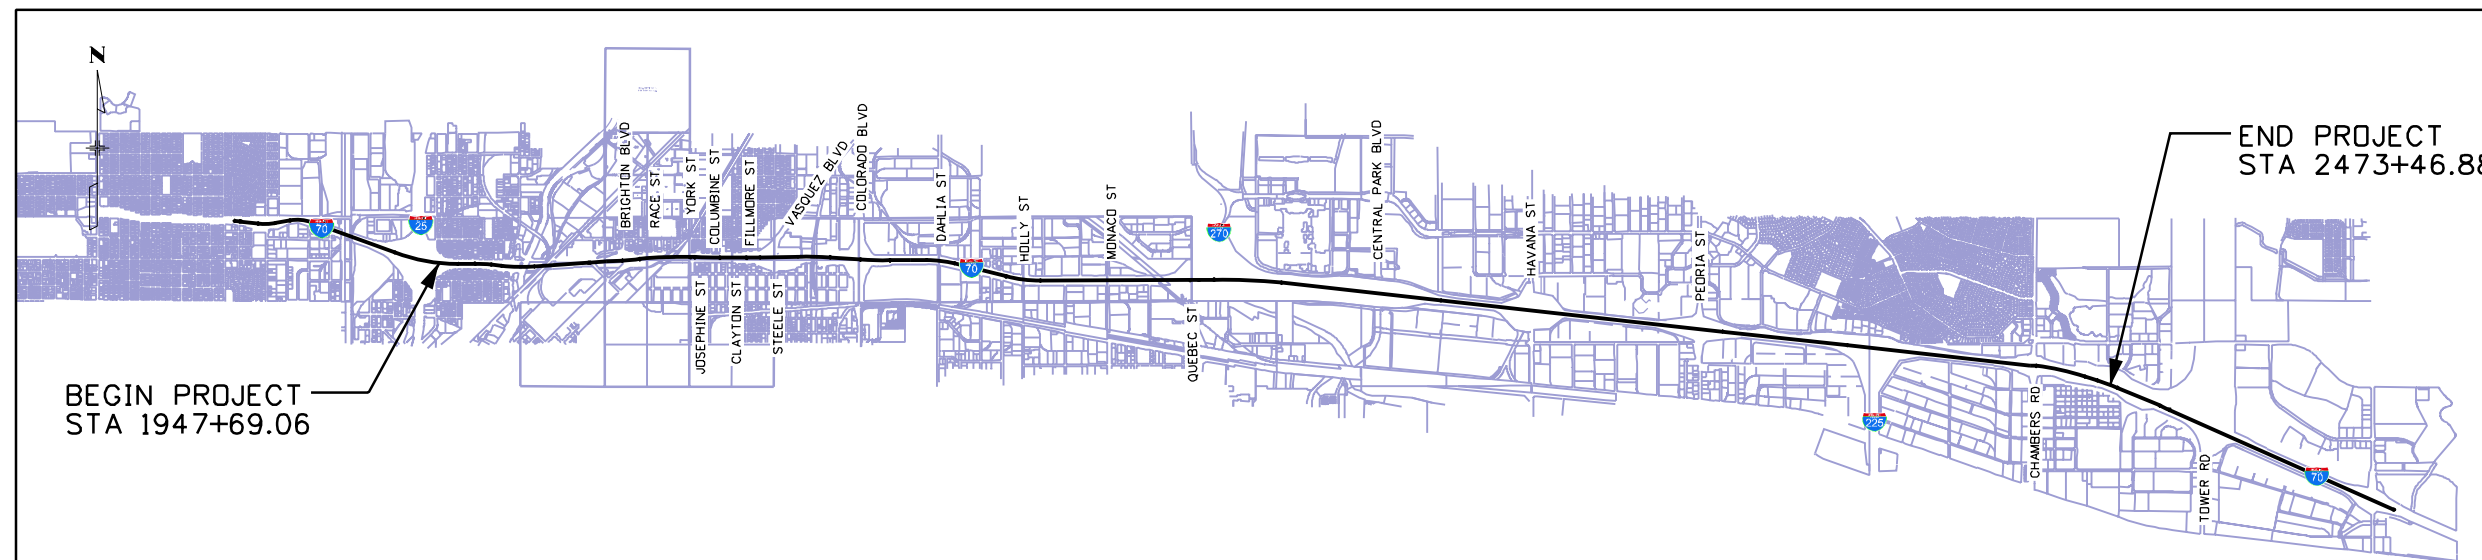 N
BRIGHTON BLVD
RACE ST
YORK ST
COLUMBINE ST
FILLMORE ST
VASQUEZ BLVD
COLORADO BLVD
DAHLIA ST
HOLLY ST
MONACO ST
CENTRAL PARK BLVD
HAVANA ST
PEORIA ST
END PROJECT
STA 2473+46.88
70
25
270
70
JOSEPHINE ST
CLAYTON ST
STEELE ST
QUEBEC ST
BEGIN PROJECT
STA 1947+69.06
225
CHAMBERS RD
TOWER RD
70